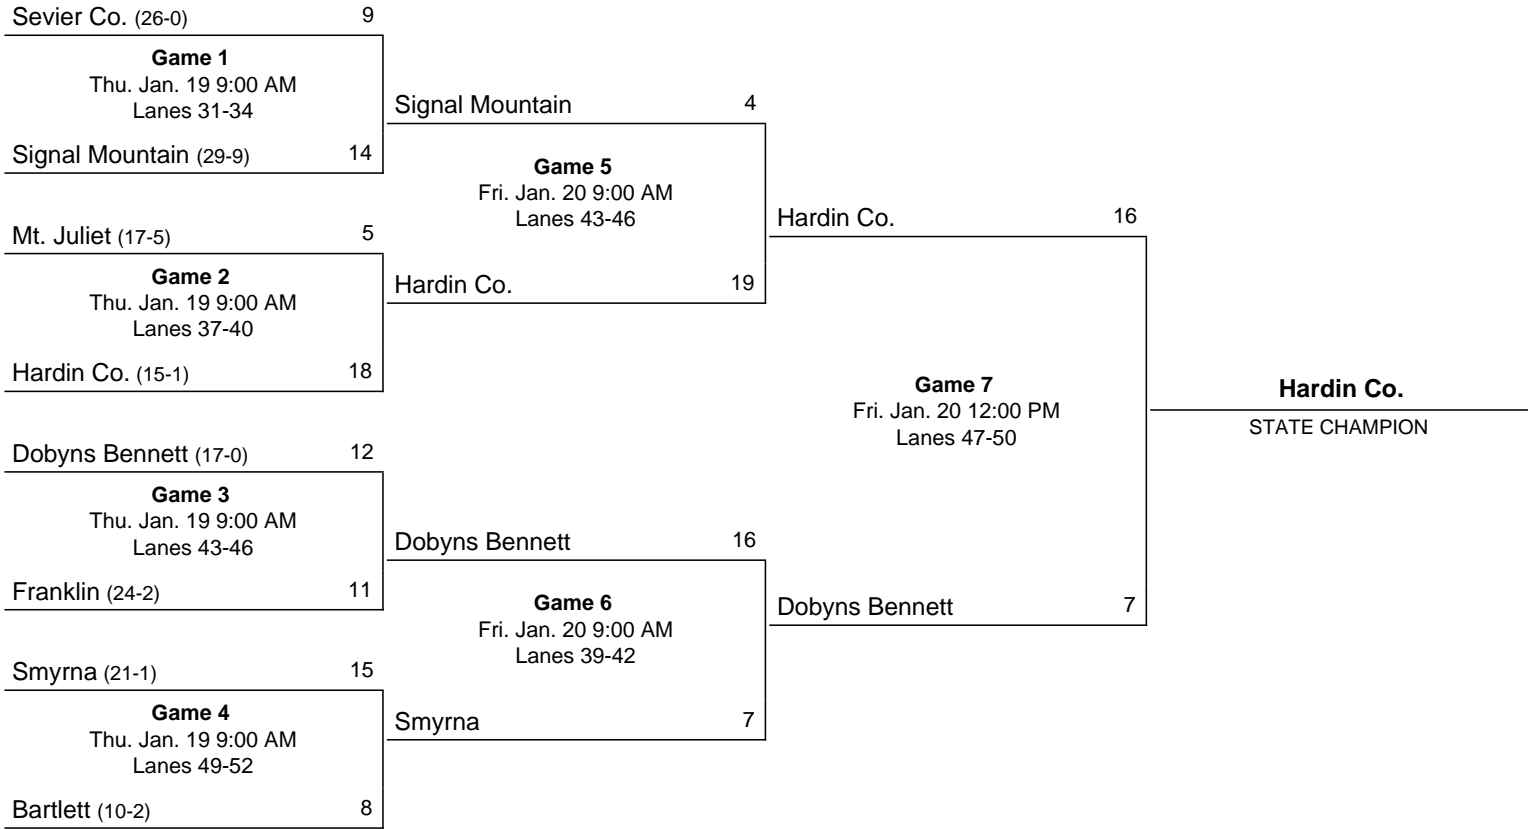 Sevier Co. (26-0) 9
Game 1
Thu. Jan. 19 9:00 AM
Lanes 31-34
Signal Mountain (29-9) 14
Mt. Juliet (17-5) 5
Game 2
Thu. Jan. 19 9:00 AM
Lanes 37-40
Hardin Co. (15-1) 18
Dobyns Bennett (17-0) 12
Game 3
Thu. Jan. 19 9:00 AM
Lanes 43-46
Franklin (24-2) 11
Smyrna (21-1) 15
Game 4
Thu. Jan. 19 9:00 AM
Lanes 49-52
Bartlett (10-2) 8
Signal Mountain 4
Game 5
Fri. Jan. 20 9:00 AM
Lanes 43-46
Hardin Co. 19
Dobyns Bennett 16
Game 6
Fri. Jan. 20 9:00 AM
Lanes 39-42
Smyrna 7
Hardin Co. 16
Game 7
Fri. Jan. 20 12:00 PM
Lanes 47-50
Dobyns Bennett 7
Hardin Co.
STATE CHAMPION